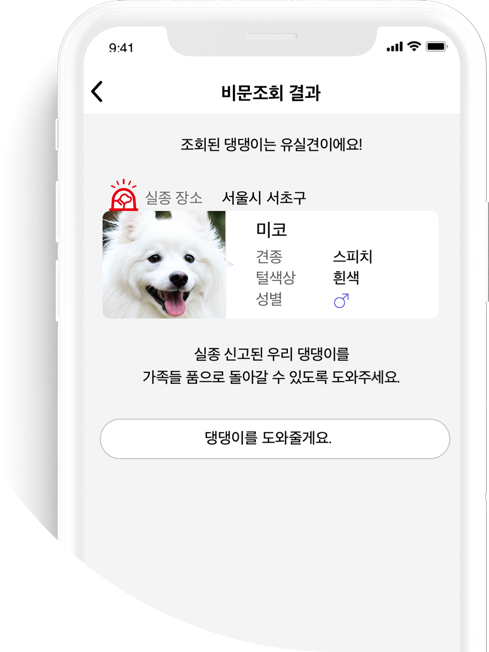 9:41
비문조회 결과
조회된 댕댕이는 유실견이에요!
실종 장소 서울시 서초구
미코
견종 스피치
털색상 흰색
성별 ♂
실종 신고된 우리 댕댕이를
가족들 품으로 돌아갈 수 있도록 도와주세요.
댕댕이를 도와줄게요.